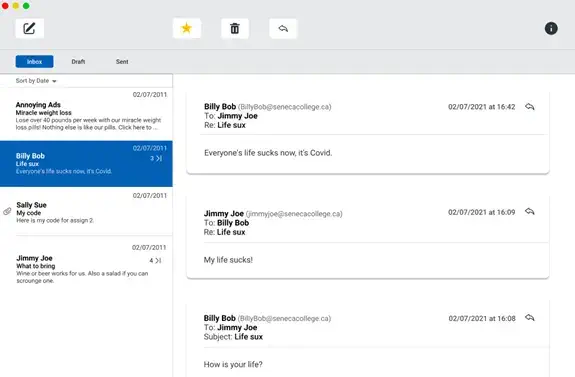 Inbox
Draft
Sent
Sort by Date
02/07/2011
Annoying Ads
Miracle weight loss
Lose over 40 pounds per week with our miracle
weight loss pills! Nothing else is like our pills. Click here to ...
02/07/2011
Billy Bob
3
Life sux
Everyone's life sucks now, it's Covid.
02/07/2011
Sally Sue
My code
Here is my code for assign 2.
02/07/2011
Jimmy Joe
4
What to bring
Wine or beer works for us. Also a salad if you can
scrounge one.
Billy Bob (BillyBob@senecacollege.ca) 02/07/2021 at 16:42
To: Jimmy Joe
Re: Life sux
Everyone's life sucks now, it's Covid.
Jimmy Joe (jimmyjoe@senecacollege.ca) 02/07/2021 at 16:09
To: Billy Bob
Re: Life sux
My life sucks!
Billy Bob (BillyBob@senecacollege.ca) 02/07/2021 at 16:08
To: Jimmy Joe
Subject: Life sux
How is your life?